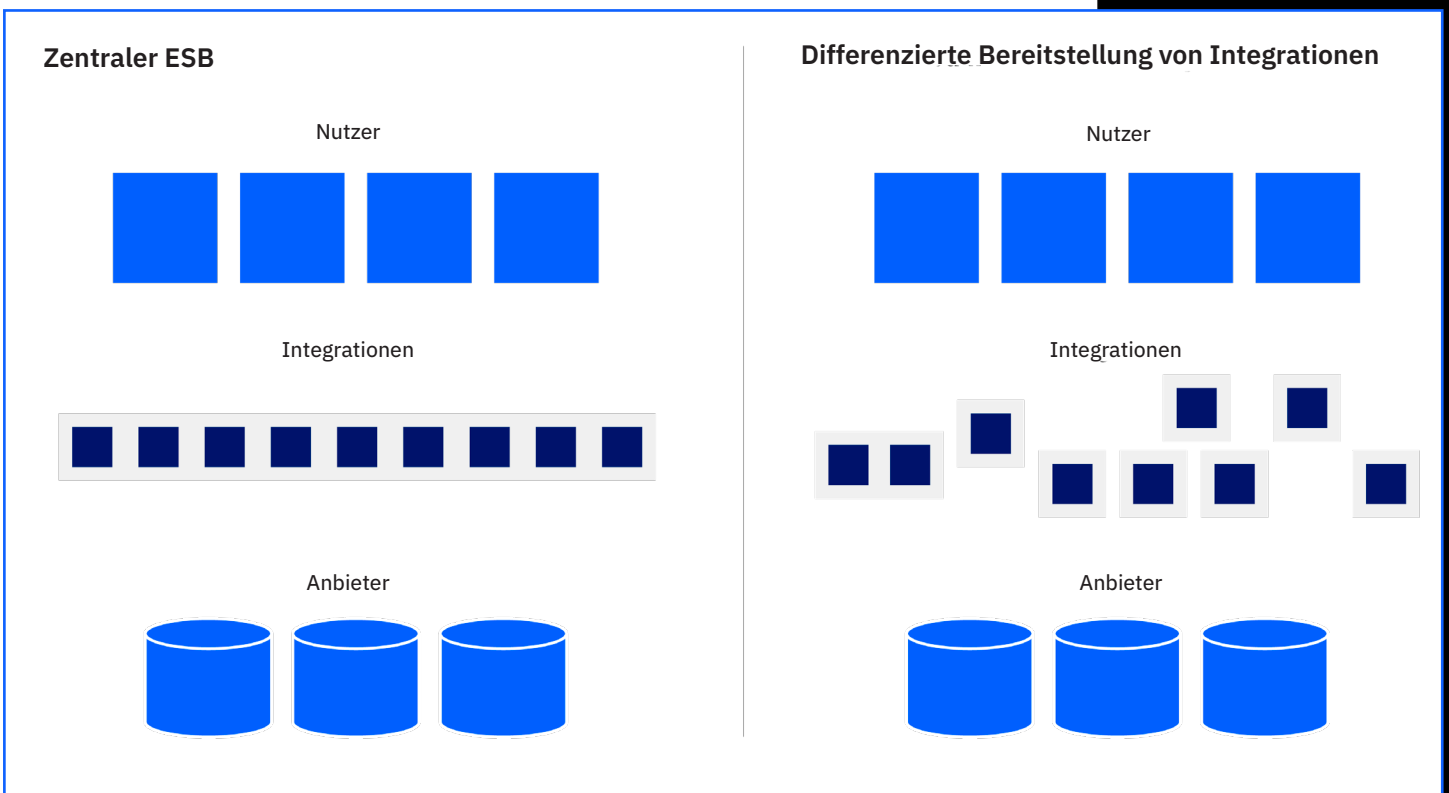 Zentraler ESB
Nutzer
Integrationen
Anbieter
Differenzierte Bereitstellung von Integrationen
Nutzer
Integrationen
Anbieter